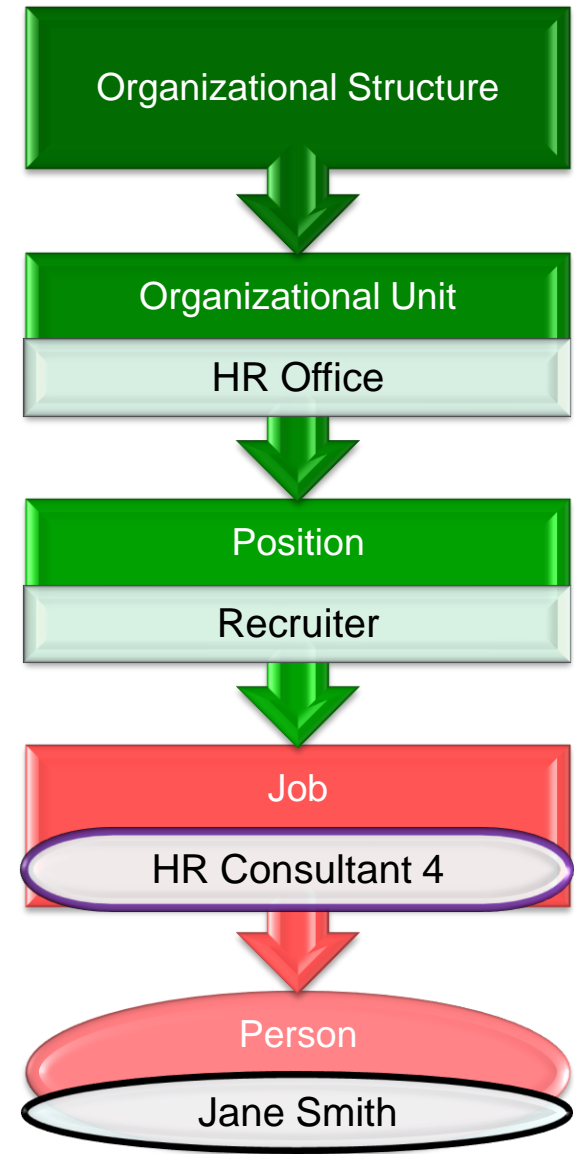 Organizational Structure
Organizational Unit
HR Office
Position
Recruiter
Job
HR Consultant 4
Person
Jane Smith